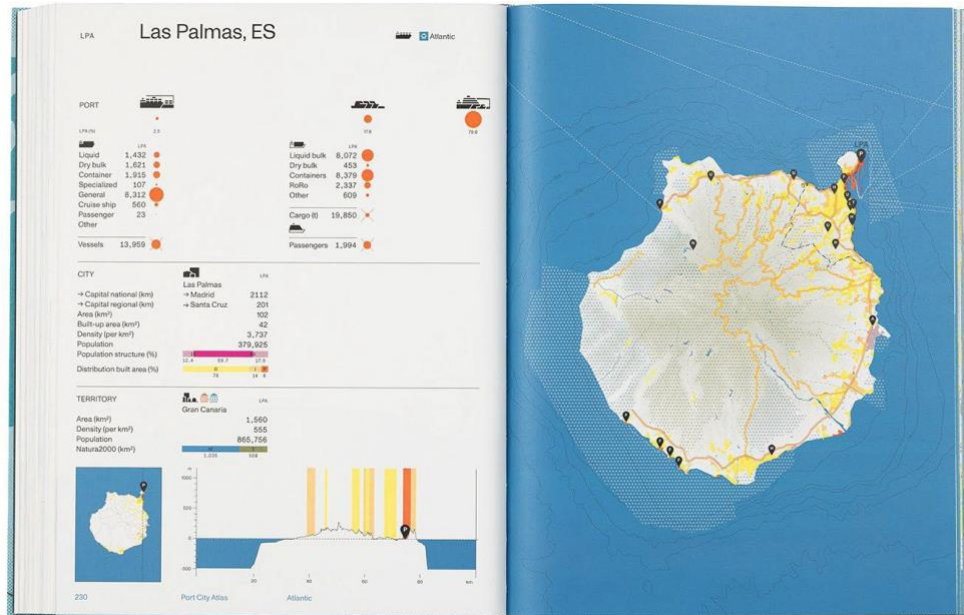 LPA Las Palmas, ES Atlantic
PORT
LPA (%) 2.3 17.8 79.8
LPA LPA
Liquid 1,432
Dry bulk 1,621
Container 1,915
Specialized 107
General 8,312
Cruise ship 560
Passenger 23
Other
Vessels 13,959
Liquid bulk 8,072
Dry bulk 453
Containers 8,379
RoRo 2,337
Other 609
Cargo (t) 19,850
Passengers 1,994
CITY LPA
Las Palmas
→ Capital national (km) → Madrid 2112
→ Capital regional (km) → Santa Cruz 201
Area (km²) 102
Built-up area (km²) 42
Density (per km²) 3,737
Population 379,925
Population structure (%)
Distribution built area (%)
TERRITORY LPA
Gran Canaria
Area (km²) 1,560
Density (per km²) 555
Population 865,756
Natura2000 (km²)
m
1000
500
0
-500
20 40 60 80 km
P
230 Port City Atlas Atlantic
LPA